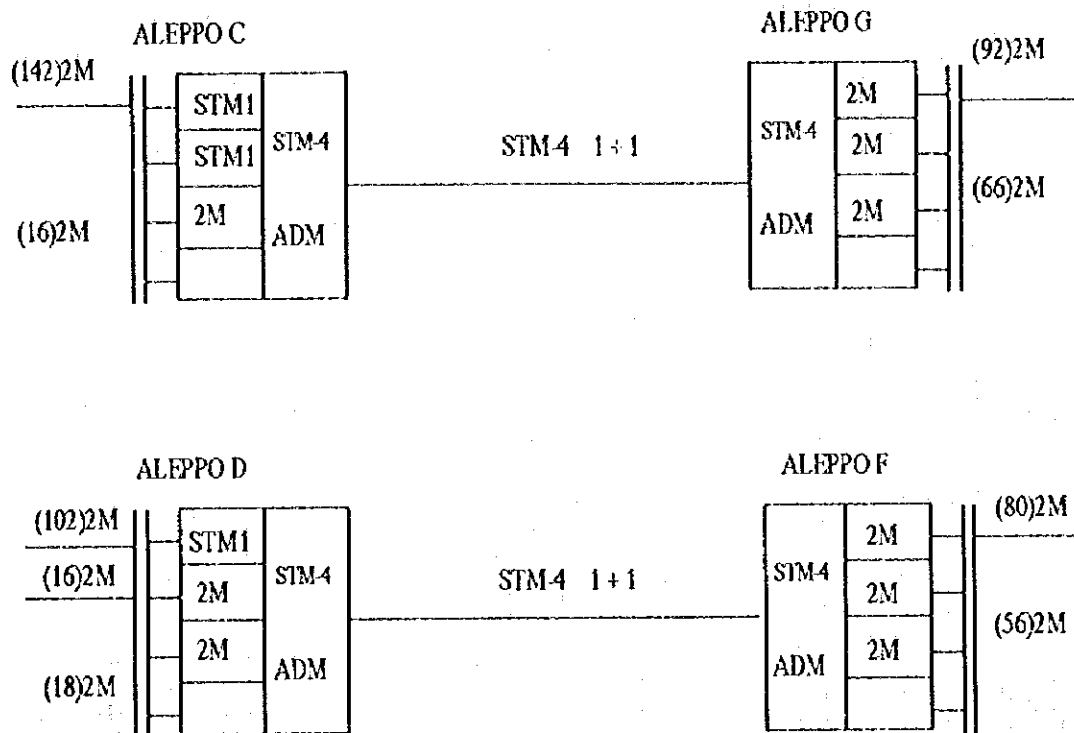 ALEPPO C
ALEPPO G
(142)2M
(92)2M
STM1
2M
STM-4
STM1
STM-4 1+1
STM-4
2M
2M
(16)2M
ADM
ADM
2M
(66)2M
ALEPPO D
ALEPPO F
(102)2M
(80)2M
STM1
2M
(16)2M
2M
STM-4
STM-4 1+1
STM-4
2M
2M
2M
(56)2M
(18)2M
ADM
ADM